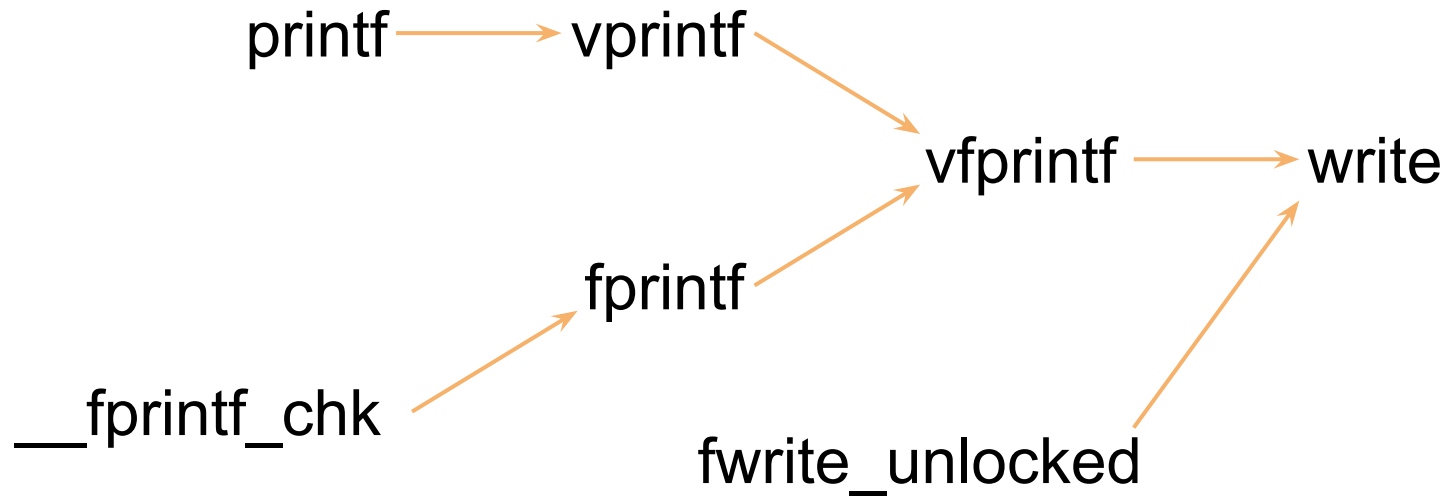 printf vprintf
vfprintf write
fprintf
__fprintf_chk
fwrite_unlocked